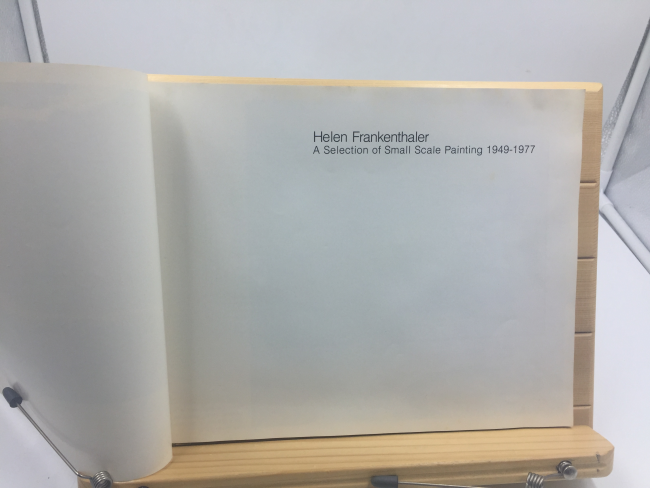 Helen Frankenthaler
A Selection of Small Scale Painting 1949-1977